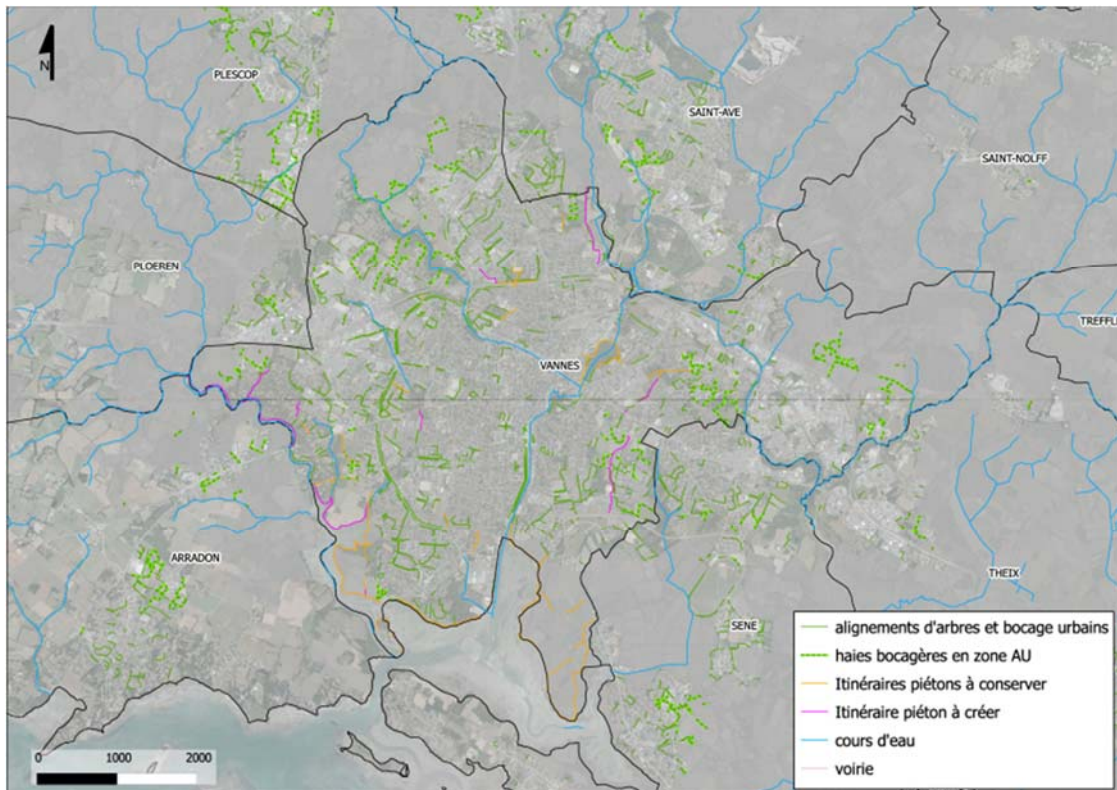 N
PLESCOP
SAINT-AVE
SAINT-NOLFF
PLOEREN
TREFFLE
VANNES
ARRADON
THEIX
SENE
alignements d'arbres et bocage urbains
haies bocagères en zone AU
Itinéraires piétons à conserver
Itinéraire piéton à créer
cours d'eau
voirie
0 1000 2000